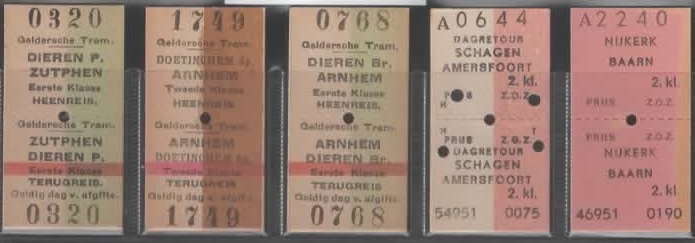 0320
Geldersche Tram.
DIEREN P.
ZUTPHEN
Eerste Klasse
HEENREIS.
Geldersche Tram.
ZUTPHEN
DIEREN P.
Eerste Klasse
TERUGREIS.
Geldig dag v. afgifte.
0320
1749
Geldersche Tram.
DOETINCHEM
ARNHEM
Tweede Klasse
HEENREIS
Geldersche Tram.
ARNHEM
DOETINCHEM
Tweede Klasse
TERUGREIS
Geldig dag v. afgifte.
1749
0768
Geldersche Tram.
DIEREN Br.
ARNHEM
Eerste Klasse
HEENREIS
Geldersche Tram.
ARNHEM
DIEREN Br.
Eerste Klasse
TERUGREIS.
Geldig dag v. afgifte.
0768
A0644
DAGRETOUR
SCHAGEN
AMERSFOORT
2. kl.
Z.O.Z.
H
H T
PRIJS Z.O.Z.
DAGRETOUR
SCHAGEN
AMERSFOORT
2. kl.
54951 0075
A2240
NIJKERK
BAARN
2. kl.
PRIJS Z.O.Z.
PRIJS Z.O.Z.
NIJKERK
BAARN
2. kl.
46951 0190